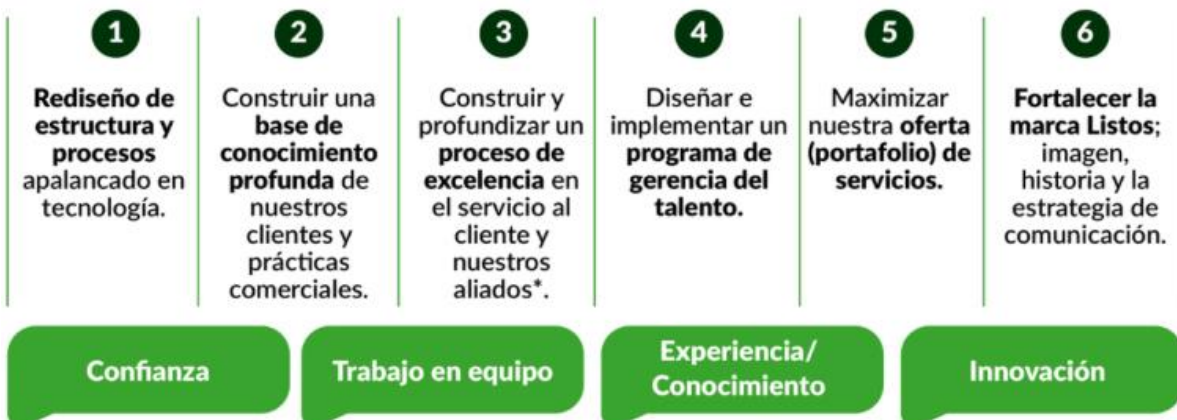 1
Rediseño de
estructura y
procesos
apalancado en
tecnología.
2
Construir una
base de
conocimiento
profunda de
nuestros
clientes y
prácticas
comerciales.
3
Construir y
profundizar un
proceso de
excelencia en
el servicio al
cliente y
nuestros
aliados*.
4
Diseñar e
implementar un
programa de
gerencia del
talento.
5
Maximizar
nuestra oferta
(portafolio) de
servicios.
6
Fortalecer la
marca Listos;
imagen,
historia y la
estrategia de
comunicación.
Confianza
Trabajo en equipo
Experiencia/
Conocimiento
Innovación